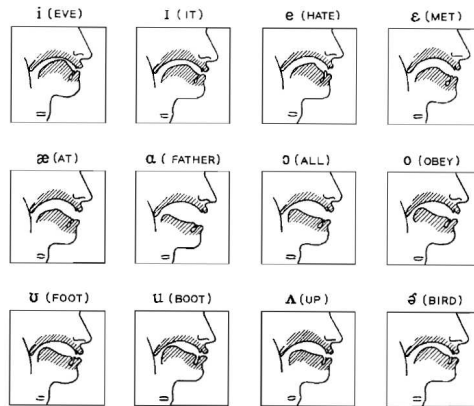 i (EVE) I (IT) e (HATE) ɛ (MET)
æ (AT) ɑ (FATHER) ɔ (ALL) o (OBEY)
ʊ (FOOT) u (BOOT) ʌ (UP) ɚ (BIRD)